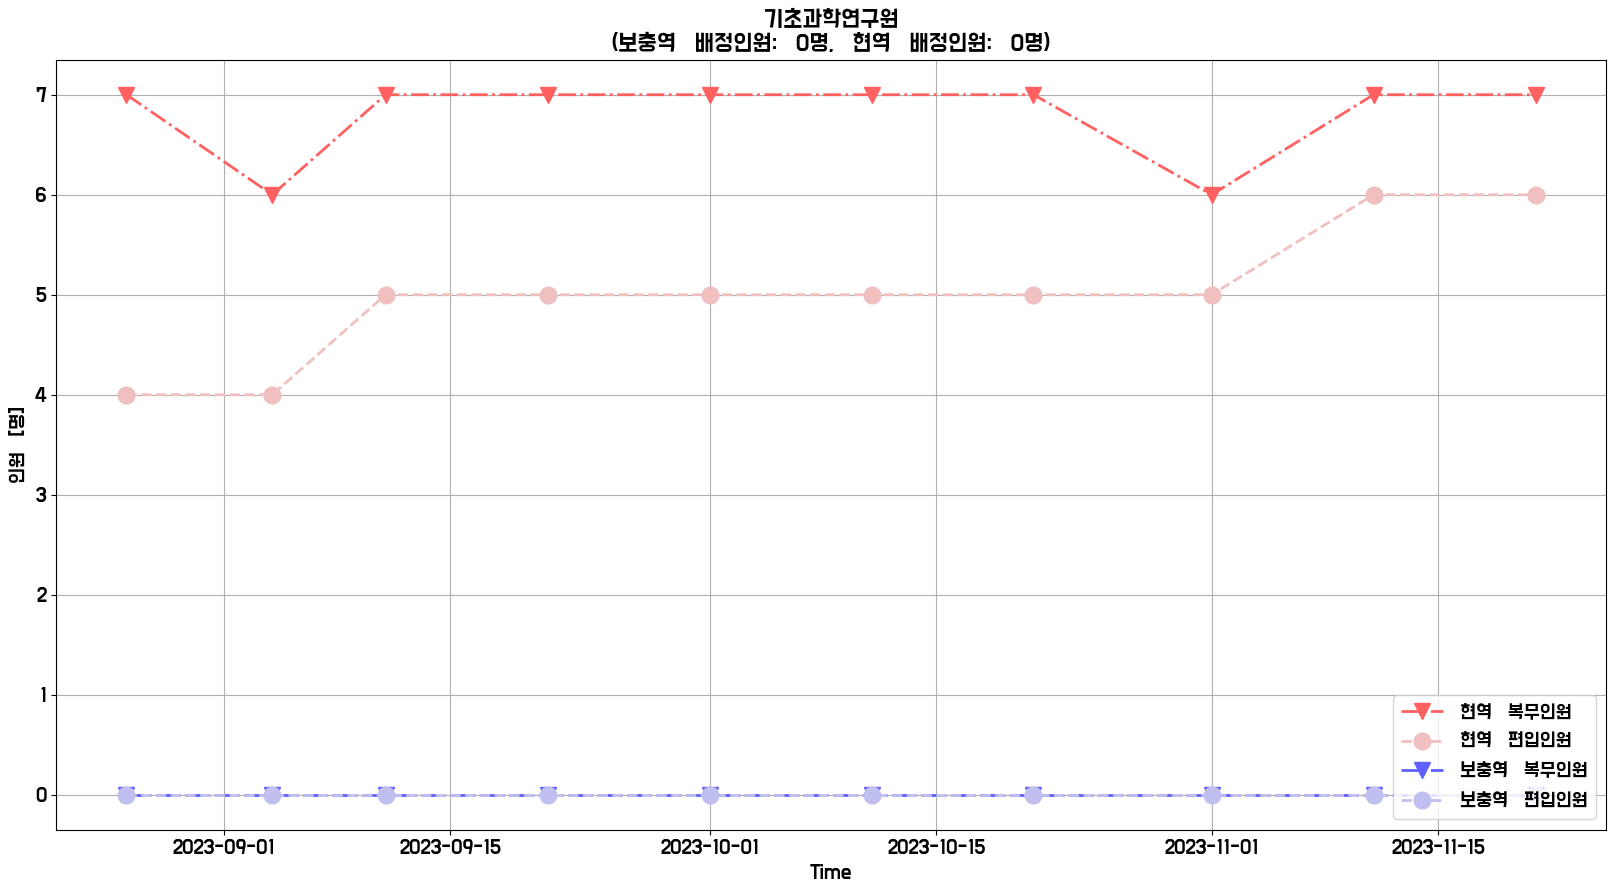 기초과학연구원
(보충역 배정인원: 0명, 현역 배정인원: 0명)
7
6
5
4
3
2
1
0
인원 [명]
현역 복무인원
현역 편입인원
보충역 복무인원
보충역 편입인원
2023-09-01 2023-09-15 2023-10-01 2023-10-15 2023-11-01 2023-11-15
Time